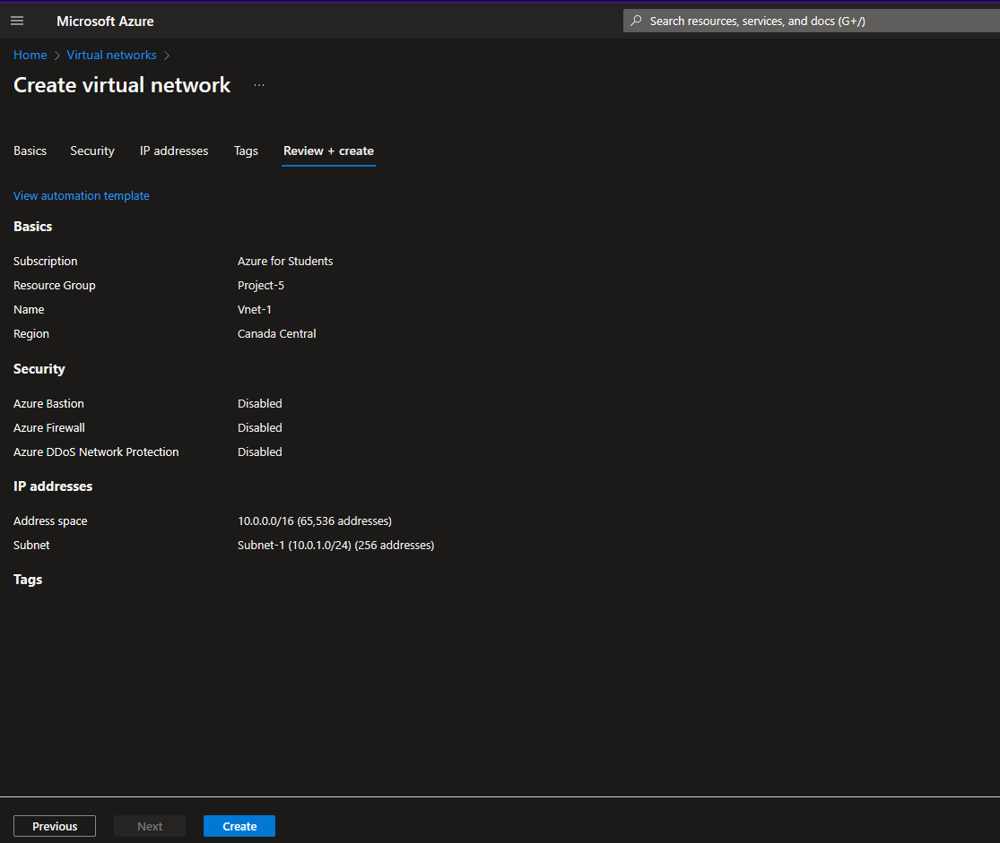 Microsoft Azure
Search resources, services, and docs (G+/)
Home > Virtual networks >
Create virtual network ...
Basics Security IP addresses Tags Review + create
View automation template
Basics
Subscription Azure for Students
Resource Group Project-5
Name Vnet-1
Region Canada Central
Security
Azure Bastion Disabled
Azure Firewall Disabled
Azure DDoS Network Protection Disabled
IP addresses
Address space 10.0.0.0/16 (65,536 addresses)
Subnet Subnet-1 (10.0.1.0/24) (256 addresses)
Tags
Previous Next Create